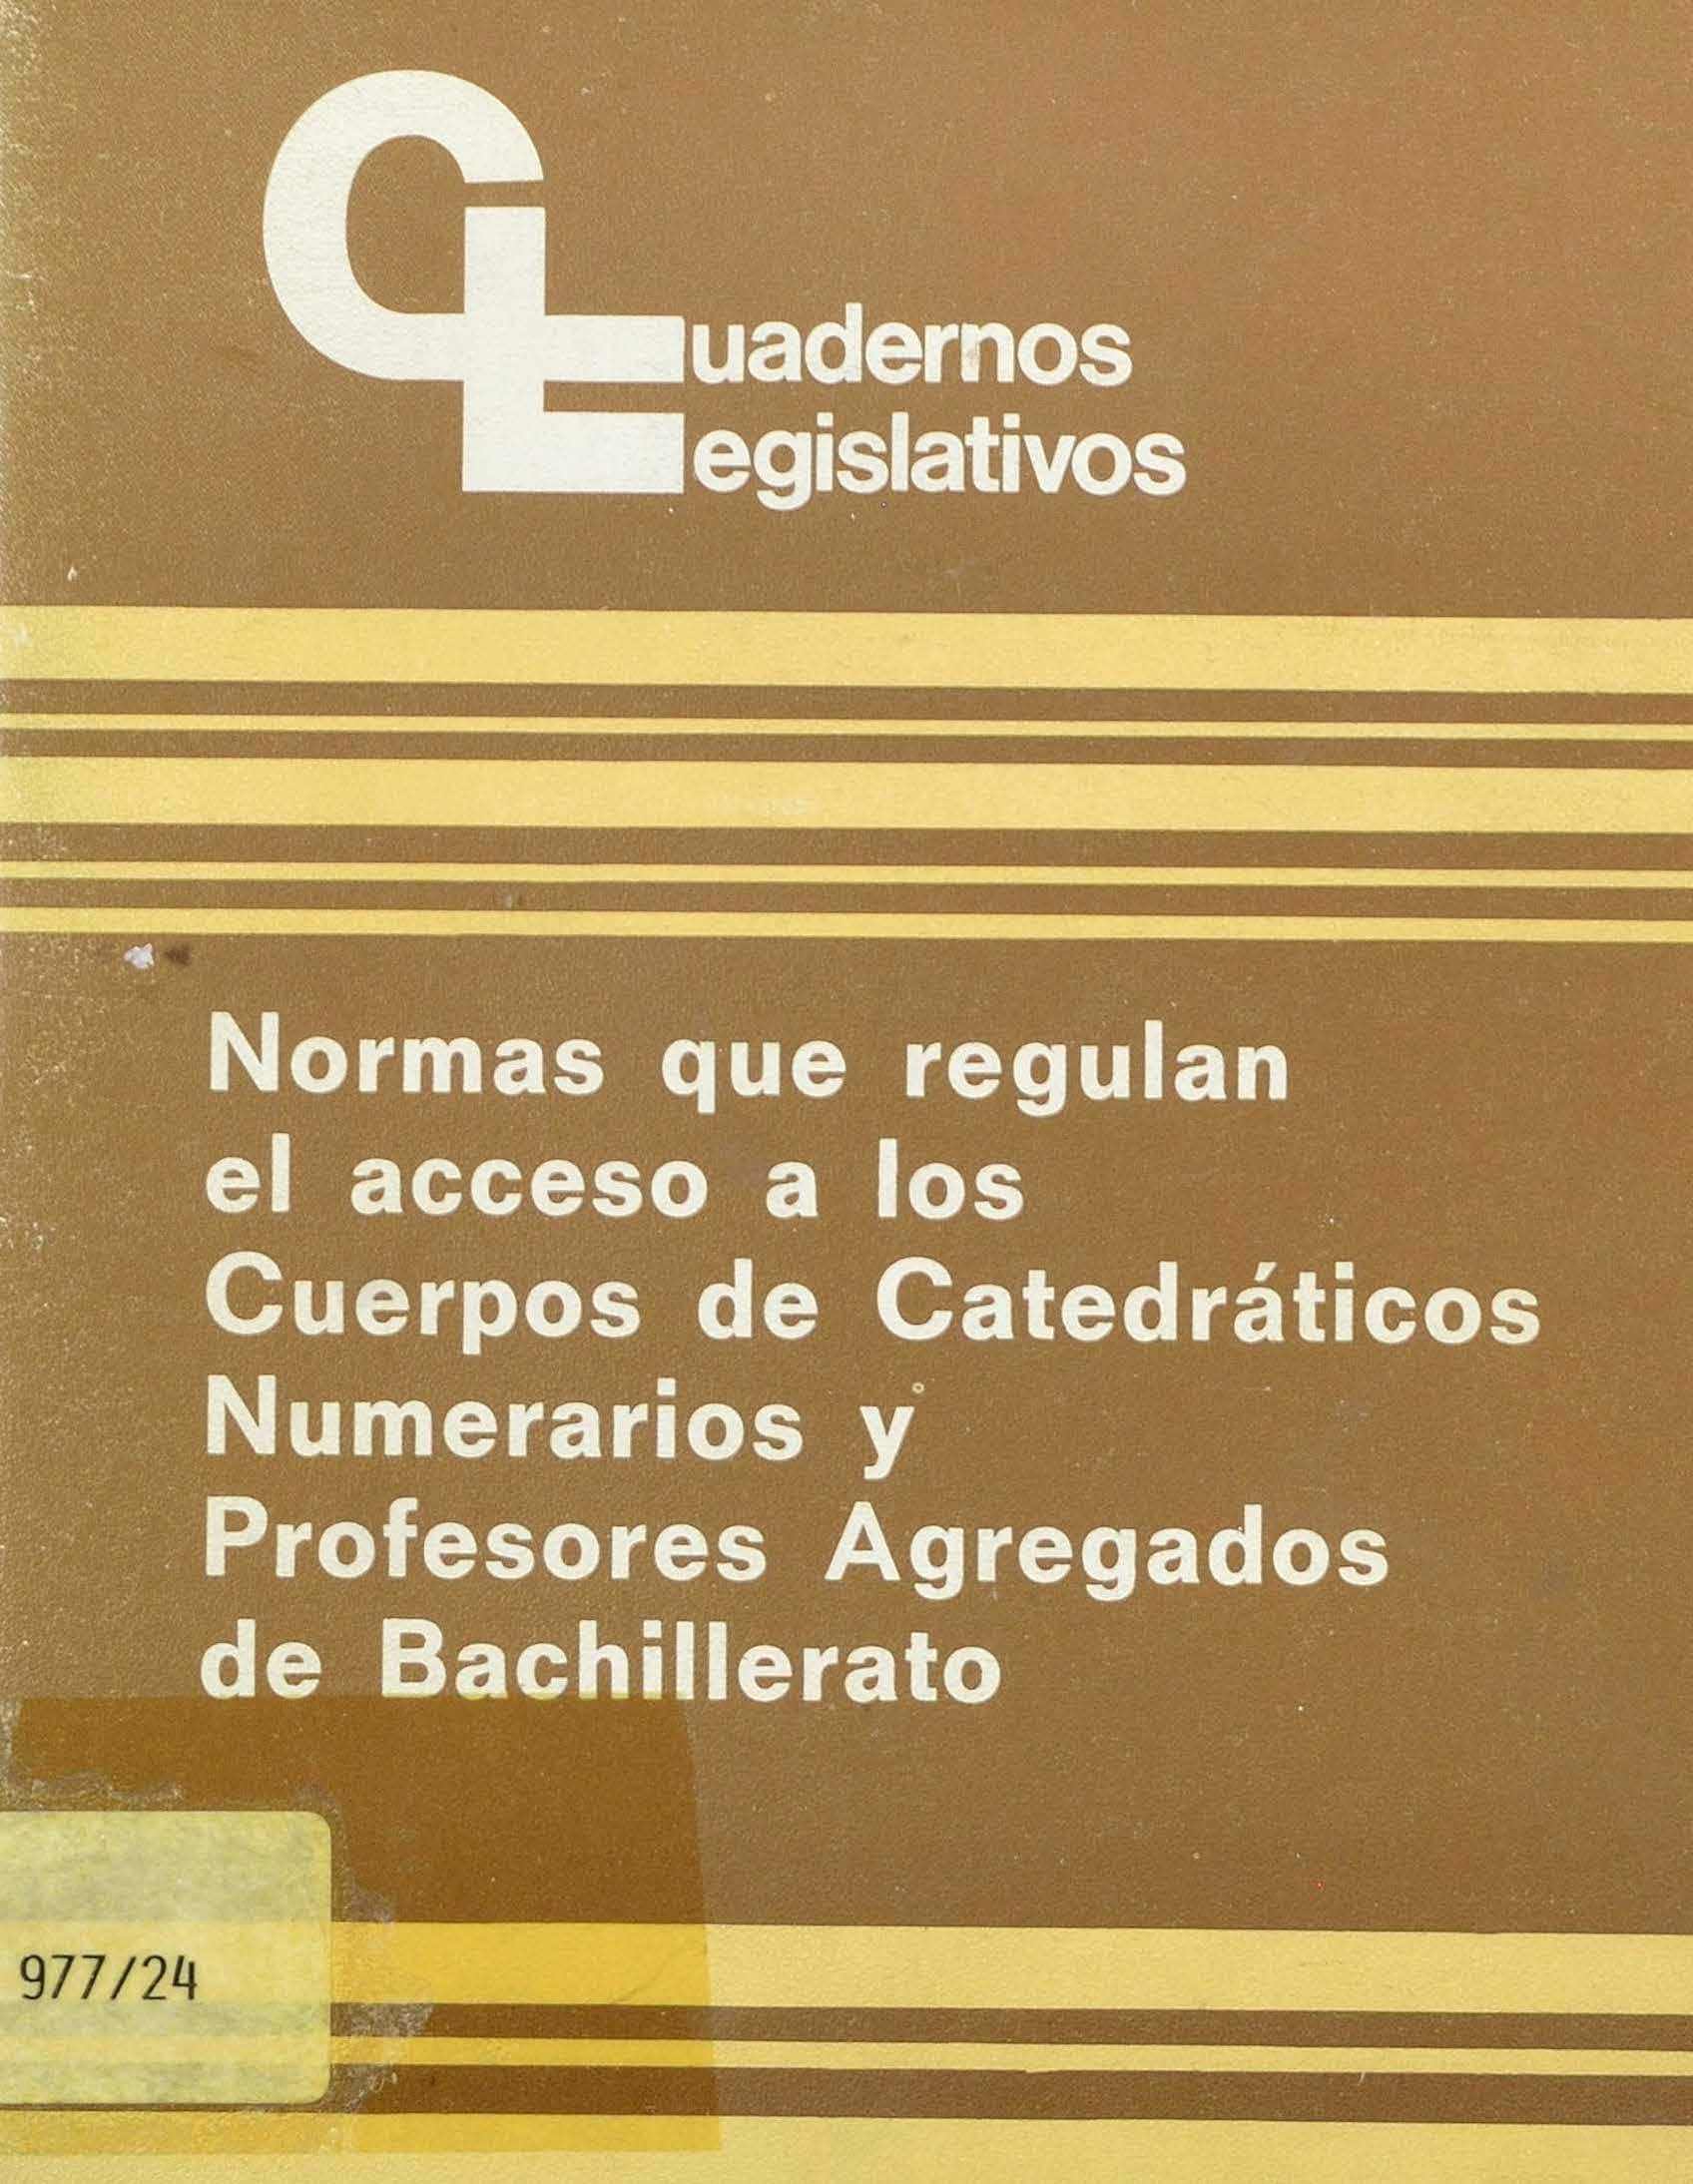 Cuadernos
Legislativos
Normas que regulan
el acceso a los
Cuerpos de Catedráticos
Numerarios y
Profesores Agregados
de Bachillerato
977/24